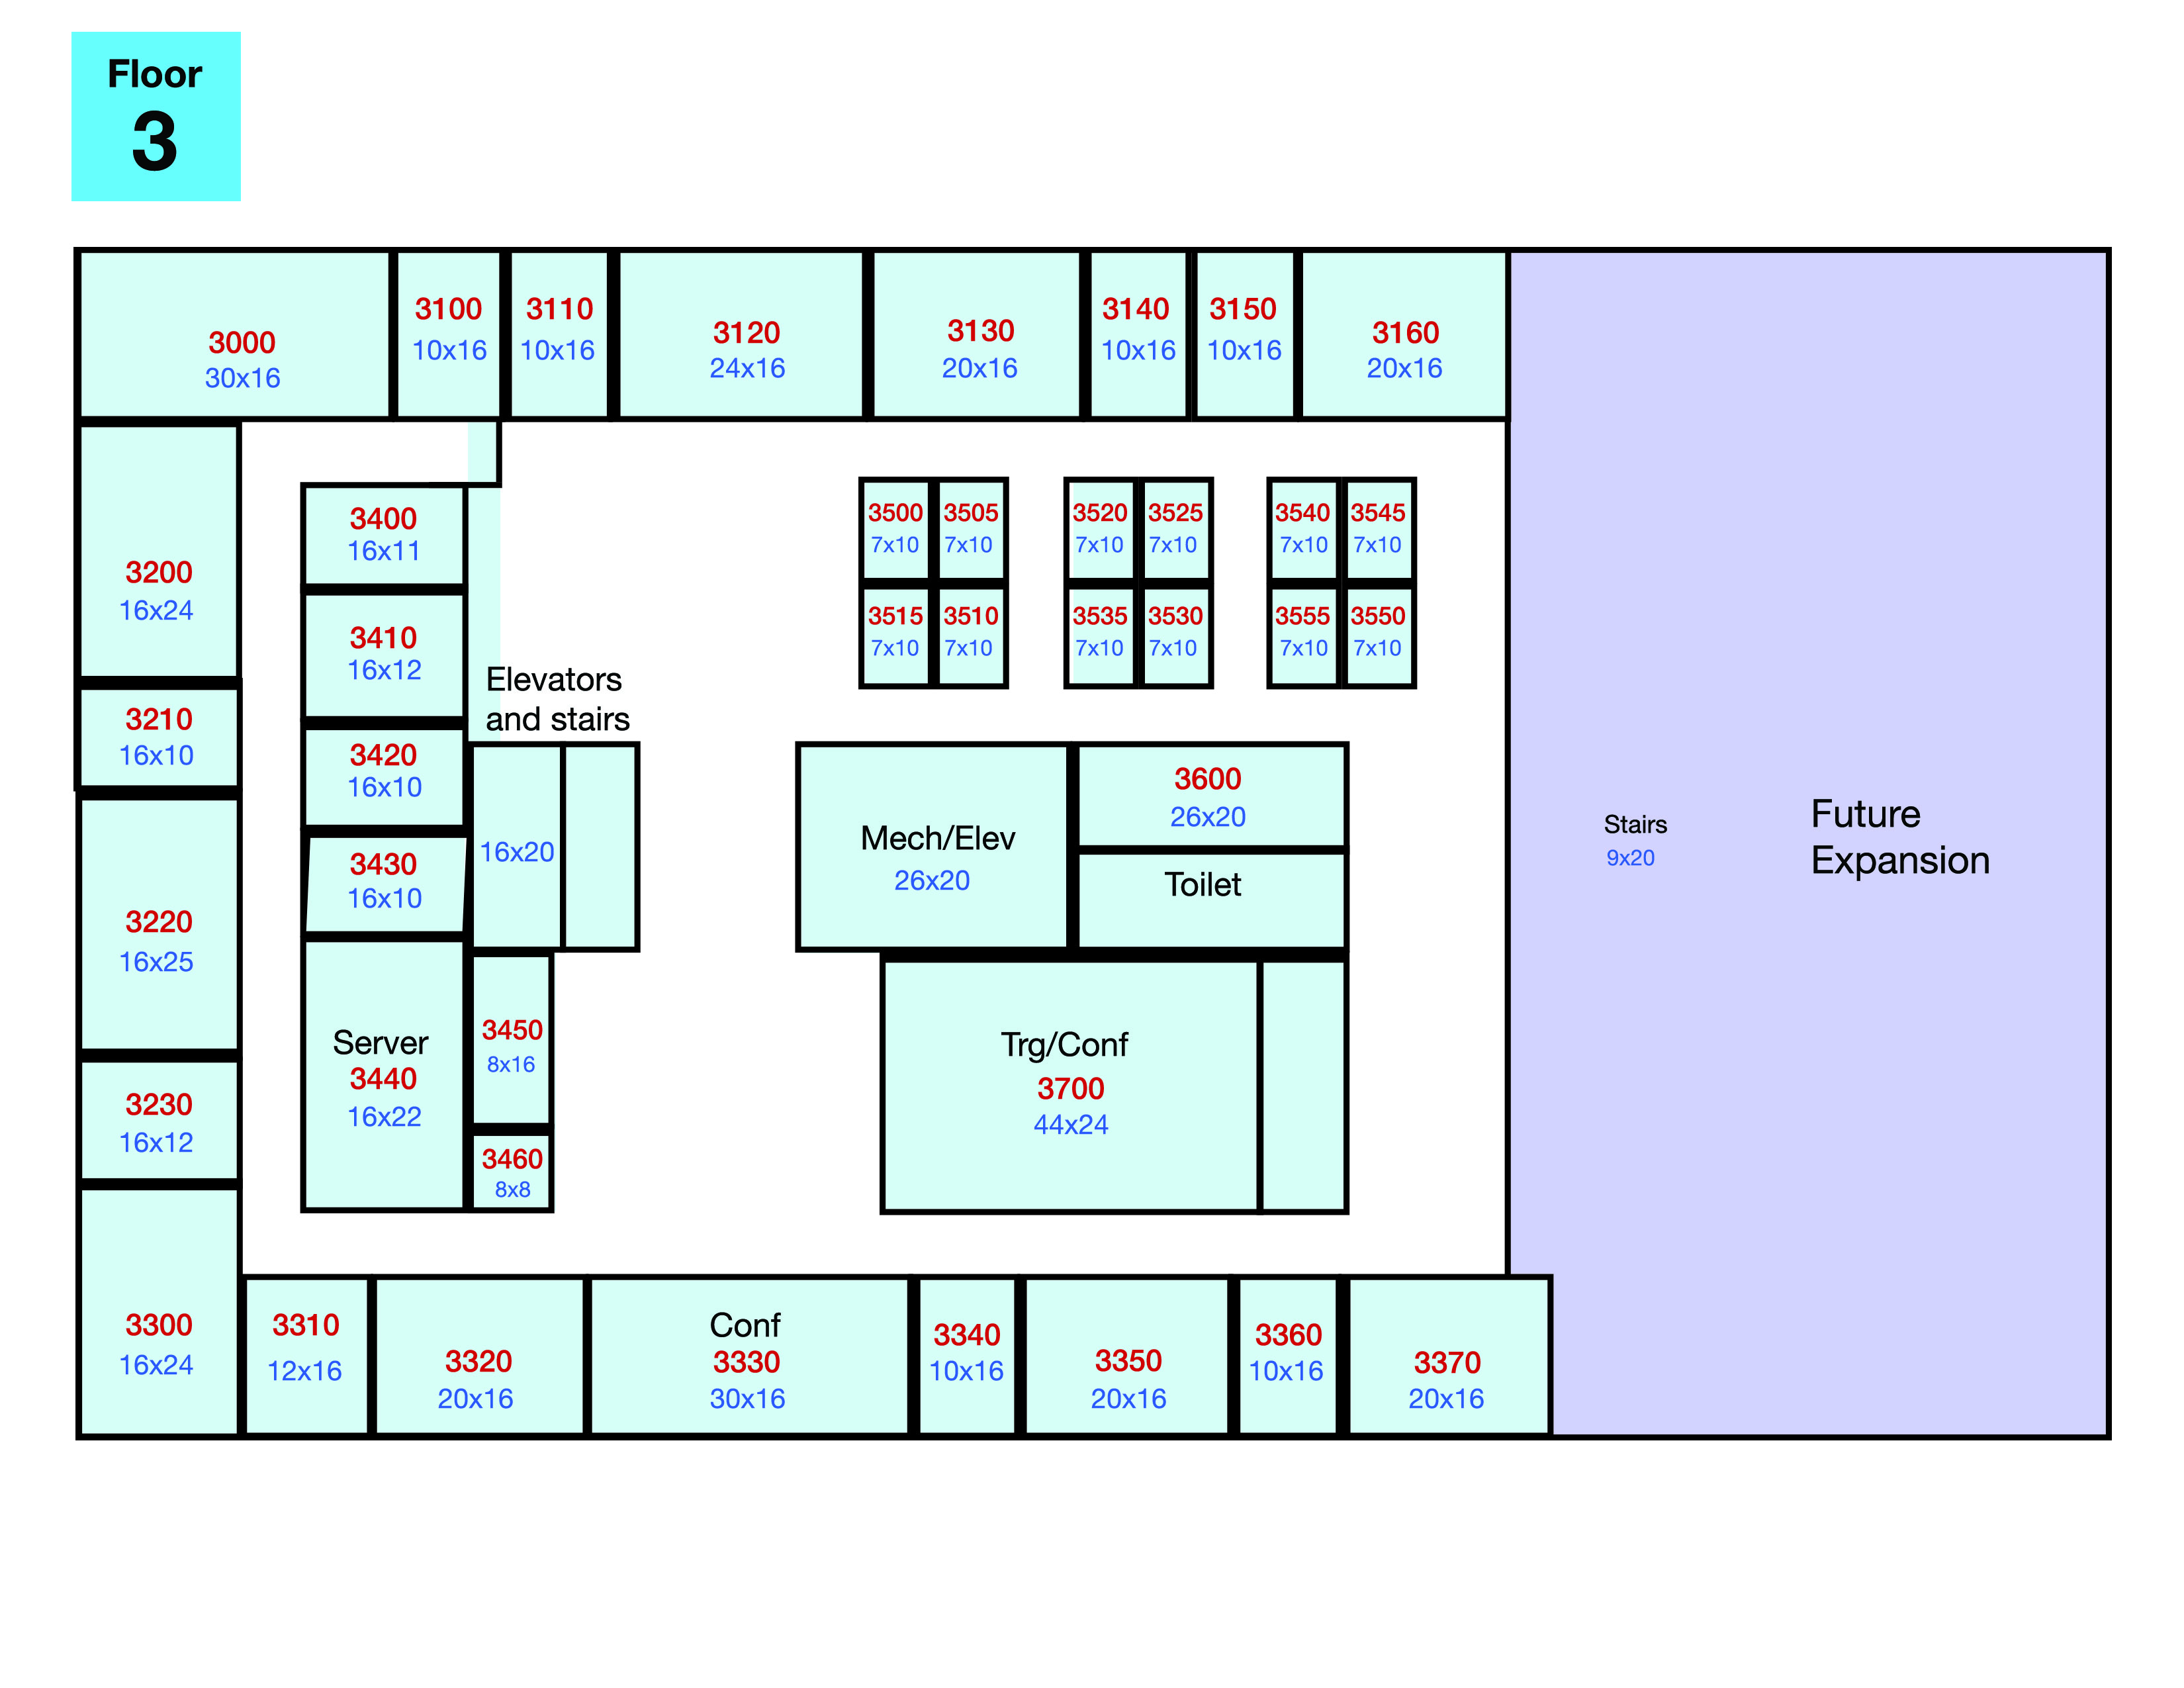 Floor
3
3000
30x16
3100
10x16
3110
10x16
3120
24x16
3130
20x16
3140
10x16
3150
10x16
3160
20x16
3200
16x24
3210
16x10
3220
16x25
3230
16x12
3300
16x24
3400
16x11
3410
16x12
3420
16x10
3430
16x10
Server
3440
16x22
Elevators
and stairs
16x20
3450
8x16
3460
8x8
3500
7x10
3505
7x10
3515
7x10
3510
7x10
3520
7x10
3525
7x10
3535
7x10
3530
7x10
3540
7x10
3545
7x10
3555
7x10
3550
7x10
Mech/Elev
26x20
3600
26x20
Toilet
Trg/Conf
3700
44x24
Stairs
9x20
Future
Expansion
3310
12x16
3320
20x16
Conf
3330
30x16
3340
10x16
3350
20x16
3360
10x16
3370
20x16